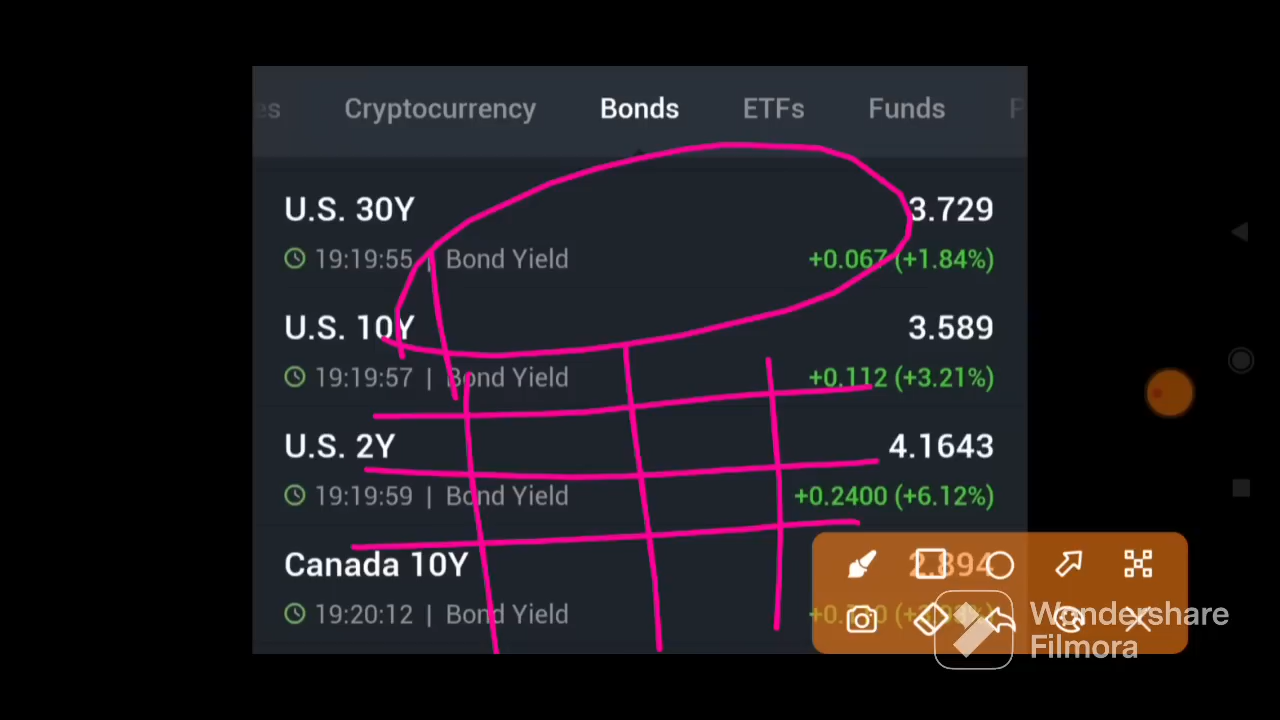 es Cryptocurrency Bonds ETFs Funds
U.S. 30Y 3.729
19:19:55 | Bond Yield +0.067 (+1.84%)
U.S. 10Y 3.589
19:19:57 | Bond Yield +0.112 (+3.21%)
U.S. 2Y 4.1643
19:19:59 | Bond Yield +0.2400 (+6.12%)
Canada 10Y 2.894
19:20:12 | Bond Yield
Wondershare
Filmora